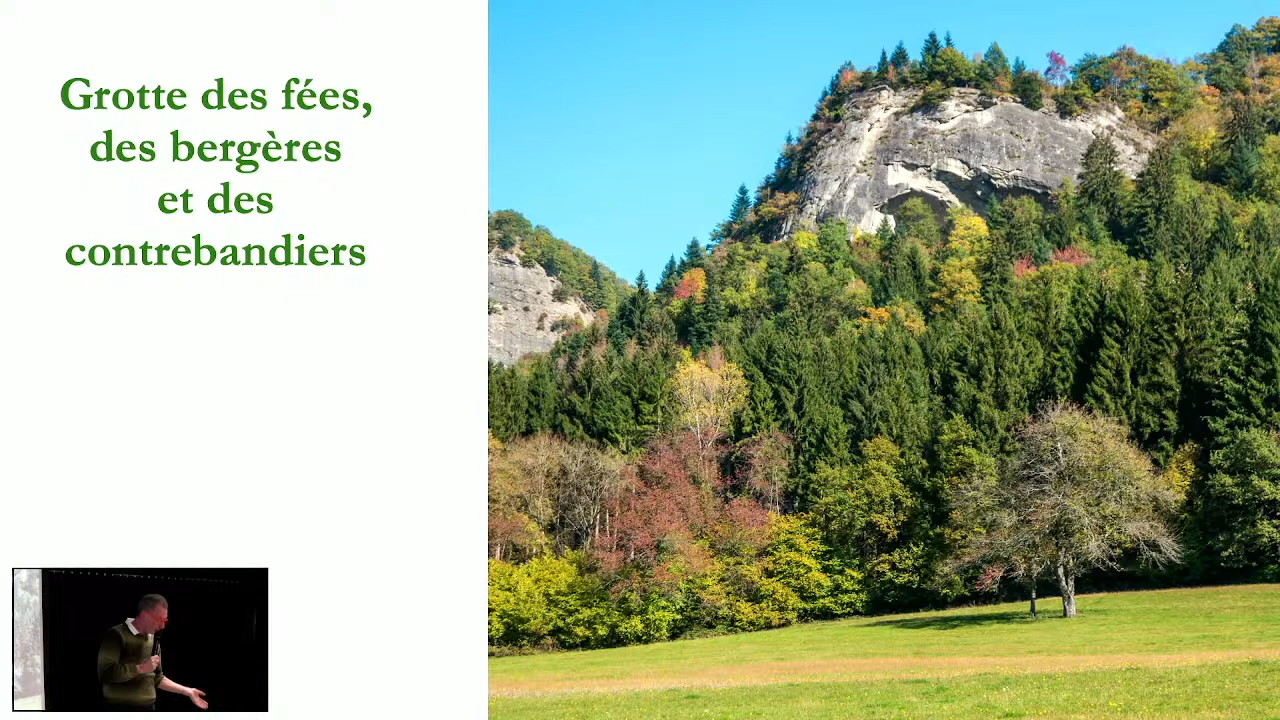 Grotte des fées,
des bergères
et des
contrebandiers